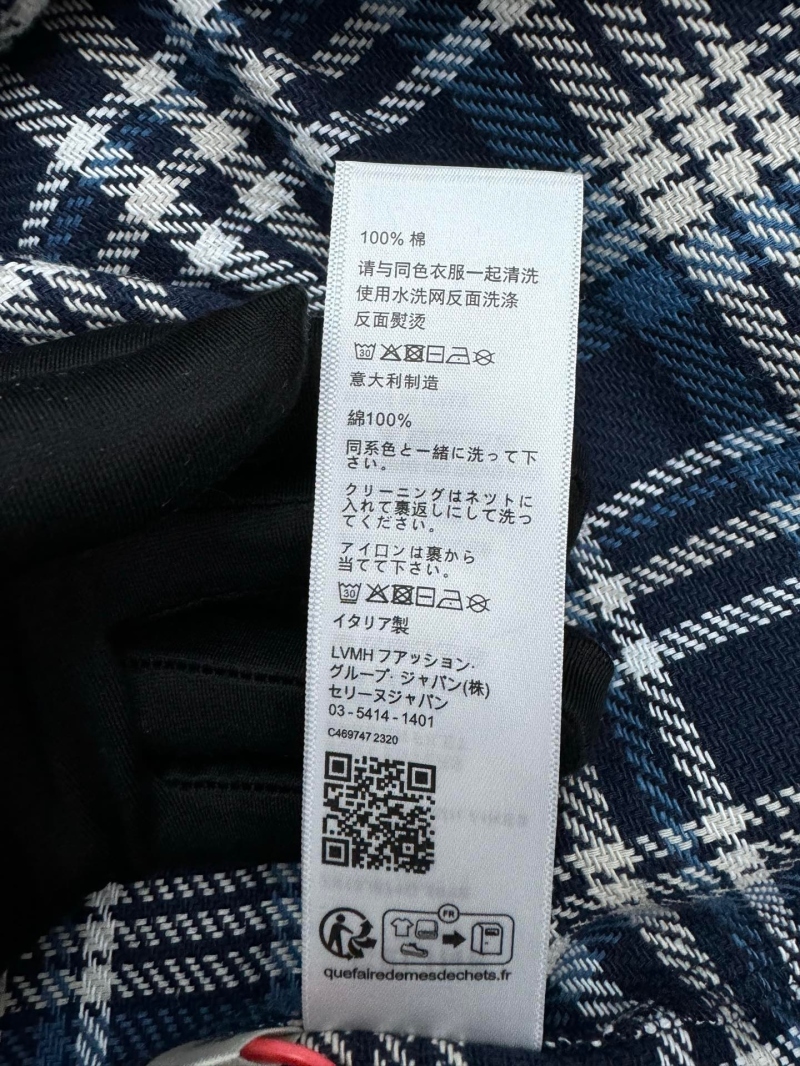 100% 棉
请与同色衣服一起清洗
使用水洗网反面洗涤
反面熨烫
30
意大利制造
綿100%
同系色と一緒に洗って下
さい。
クリーニングはネツトに
入れて裏返しにして洗っ
てください。
アイロンは裏から
当てて下さい。
30
イタリア製
LVMH フアッション.
グループ· ジャパン(株)
セリーヌジャパン
03 - 5414 - 1401
C469747 2320
FR
quefairedemesdechets.fr